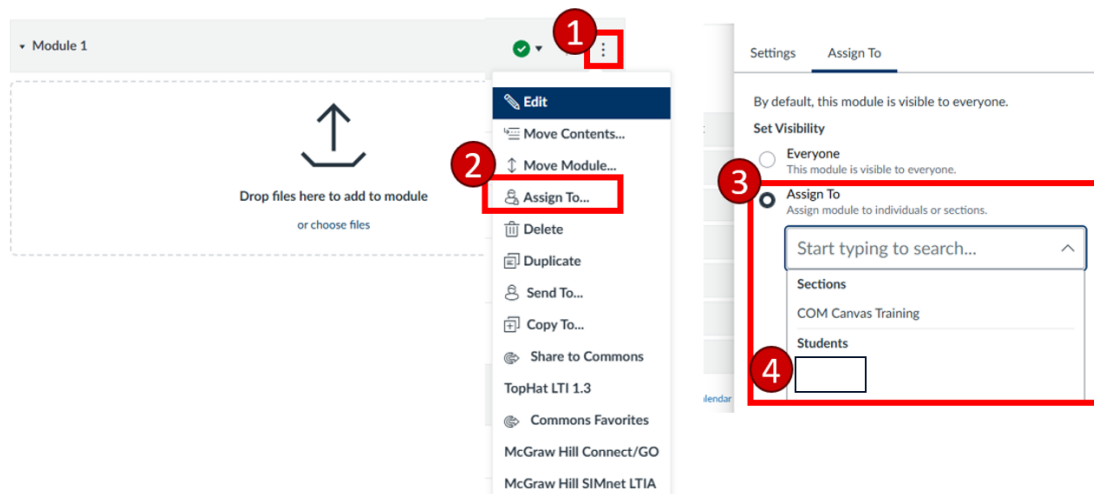 Module 1
1
Edit
Move Contents...
2
Move Module...
Assign To...
Drop files here to add to module
or choose files
Delete
Duplicate
Send To...
Copy To...
Share to Commons
TopHat LTI 1.3
Commons Favorites
McGraw Hill Connect/GO
McGraw Hill SIMnet LTIA
Settings Assign To
By default, this module is visible to everyone.
Set Visibility
Everyone
This module is visible to everyone.
3
Assign To
Assign module to individuals or sections.
Start typing to search...
Sections
COM Canvas Training
Students
4